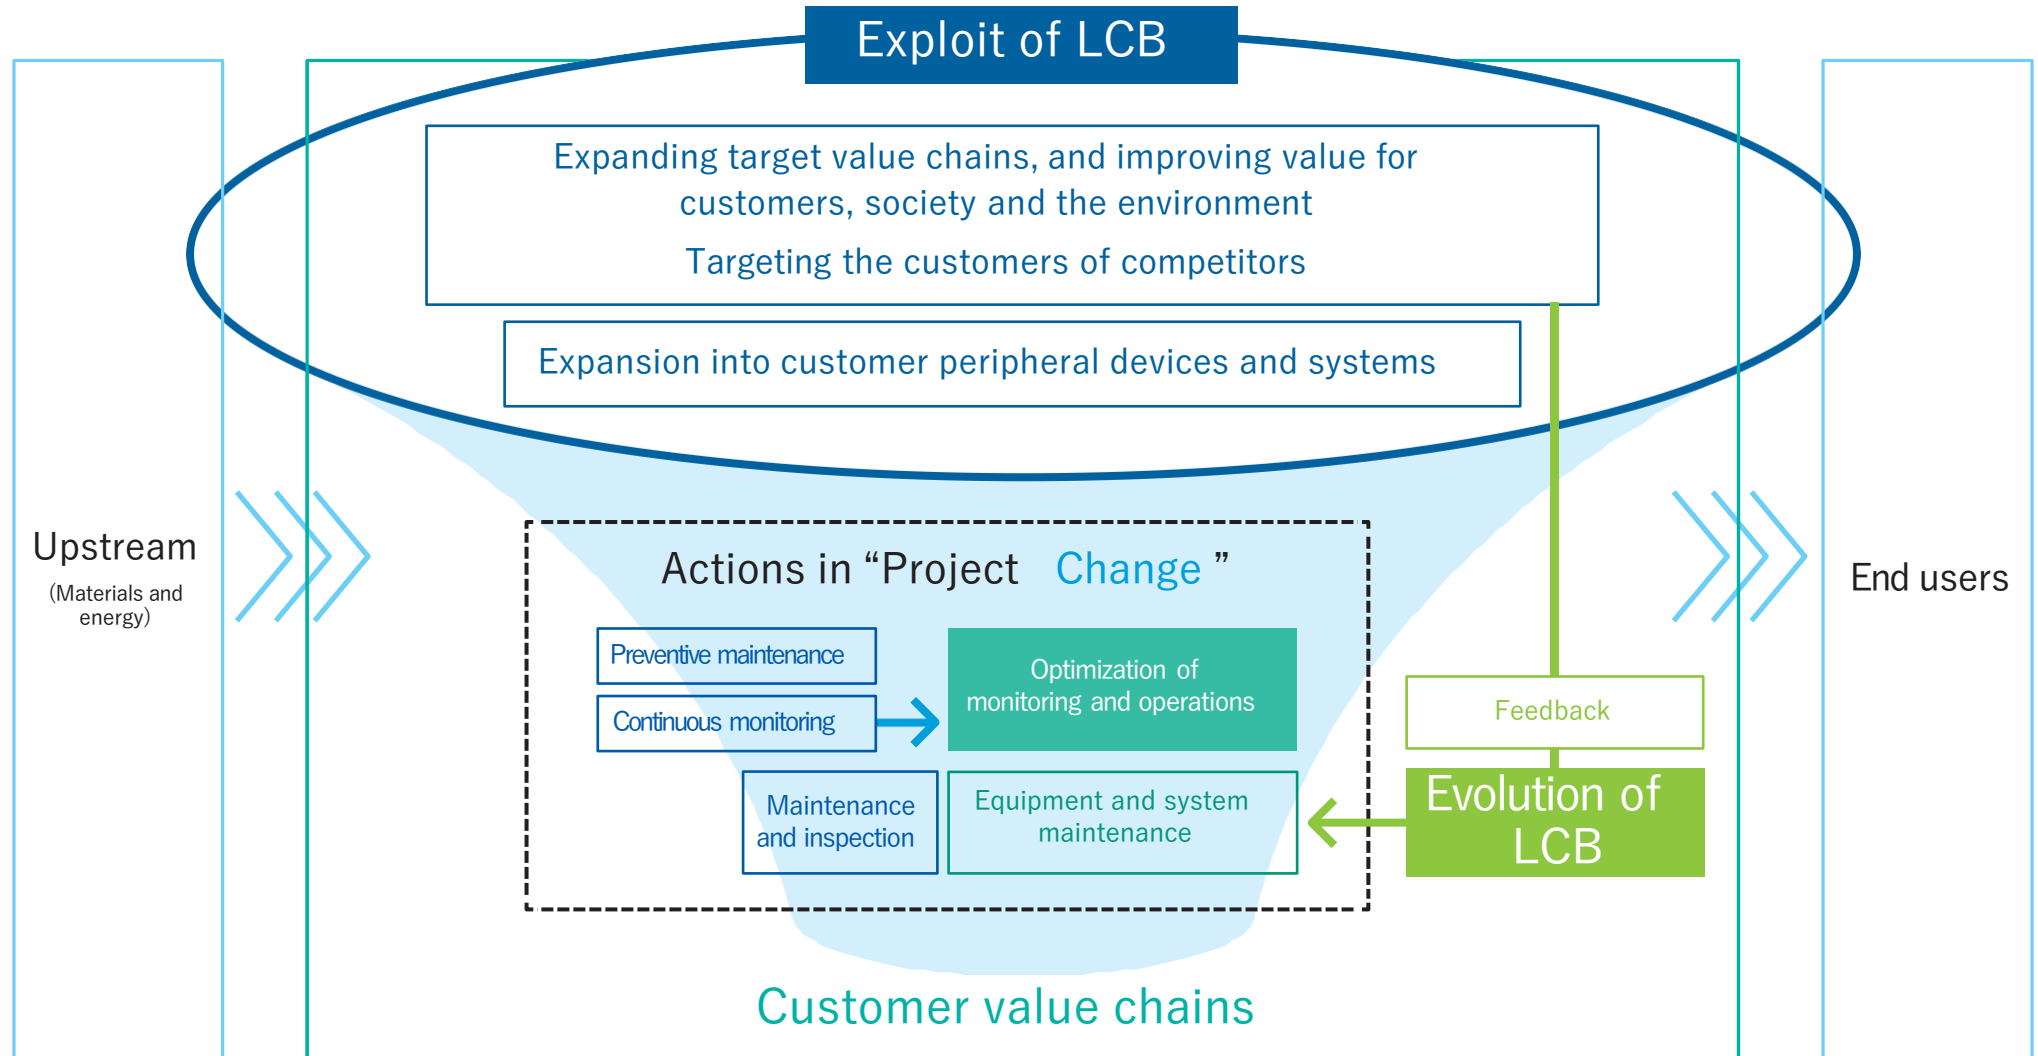 Exploit of LCB
Expanding target value chains, and improving value for
customers, society and the environment
Targeting the customers of competitors
Expansion into customer peripheral devices and systems
Upstream
(Materials and
energy)
Actions in “Project Change”
Preventive maintenance
Continuous monitoring
Optimization of
monitoring and operations
Maintenance
and inspection
Equipment and system
maintenance
Feedback
Evolution of
LCB
End users
Customer value chains